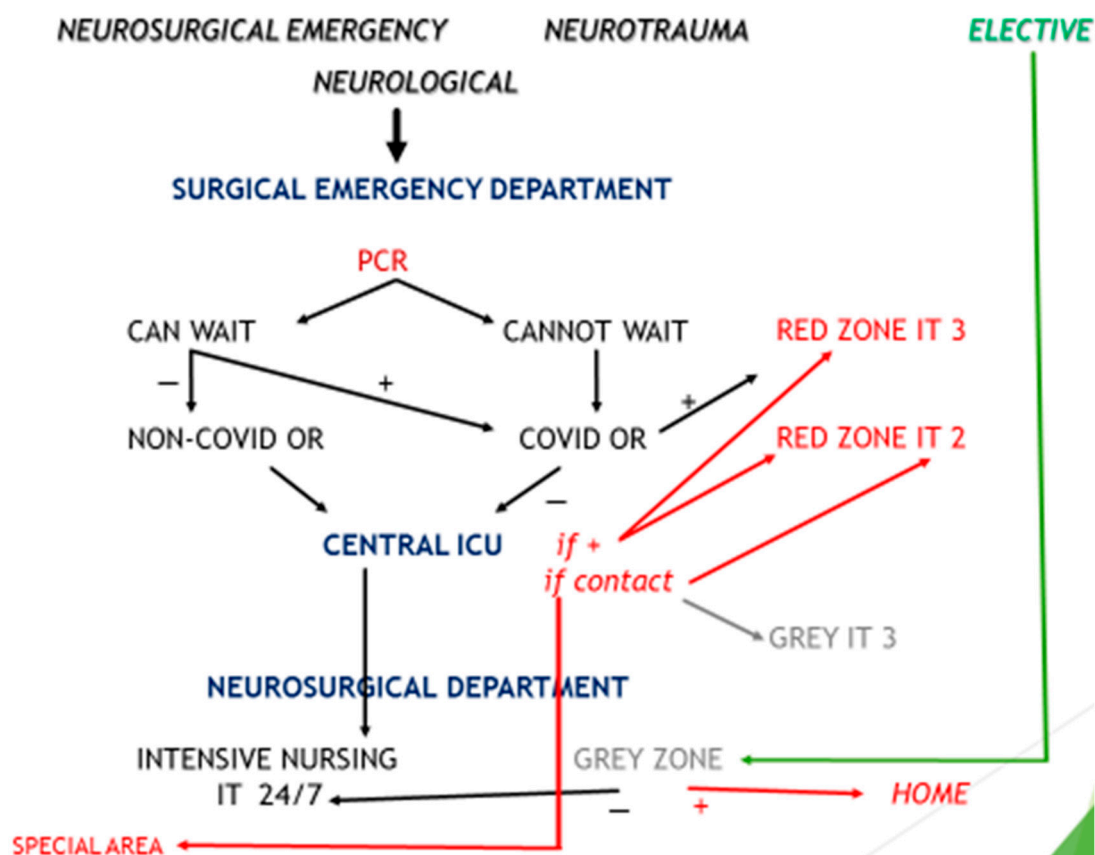 NEUROSURGICAL EMERGENCY NEUROTRAUMA ELECTIVE
NEUROLOGICAL
SURGICAL EMERGENCY DEPARTMENT
PCR
CAN WAIT CANNOT WAIT RED ZONE IT 3
– + +
NON-COVID OR COVID OR RED ZONE IT 2
–
CENTRAL ICU if +
if contact
GREY IT 3
NEUROSURGICAL DEPARTMENT
INTENSIVE NURSING GREY ZONE
IT 24/7 – + HOME
SPECIAL AREA